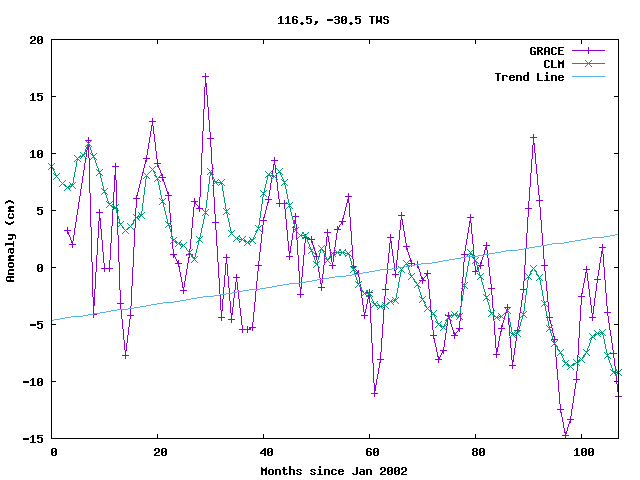 116.5, -30.5 TWS
GRACE
CLM
Trend Line
20
15
10
5
0
-5
-10
-15
Anomaly (cm)
0 20 40 60 80 100
Months since Jan 2002